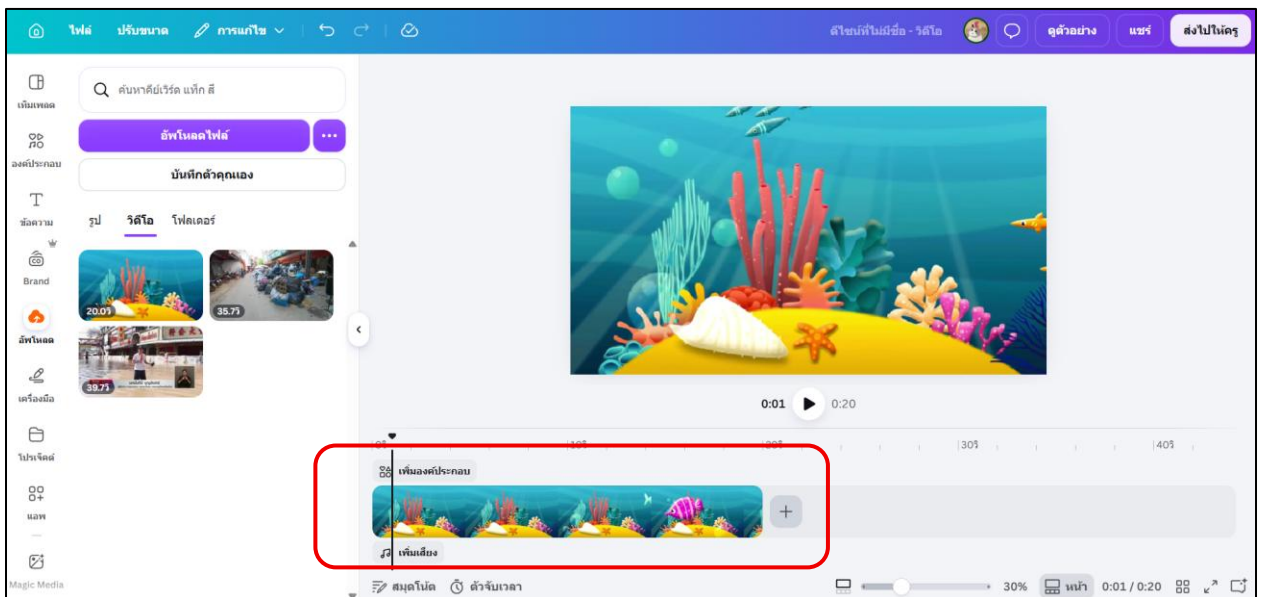 ไฟล์ ปรับขนาด การแก้ไข ดีไซน์ที่ไม่มีชื่อ - วิดีโอ ดูตัวอย่าง แชร์ ส่งไปให้ครู
เท็มเพลต
ค้นหาคีย์เวิร์ด แท็ก สี
อัพโหลดไฟล์
องค์ประกอบ
บันทึกตัวคุณเอง
ข้อความ
รูป วิดีโอ โฟลเดอร์
Brand
20.0วิ 35.7วิ
อัพโหลด
39.7วิ
เครื่องมือ
0:01 0:20
โปรเจ็คต์
0วิ 10วิ 20วิ 30วิ 40วิ
เพิ่มองค์ประกอบ
แอพ
เพิ่มเสียง
Magic Media
สมุดโน้ต ตัวจับเวลา 30% หน้า 0:01 / 0:20